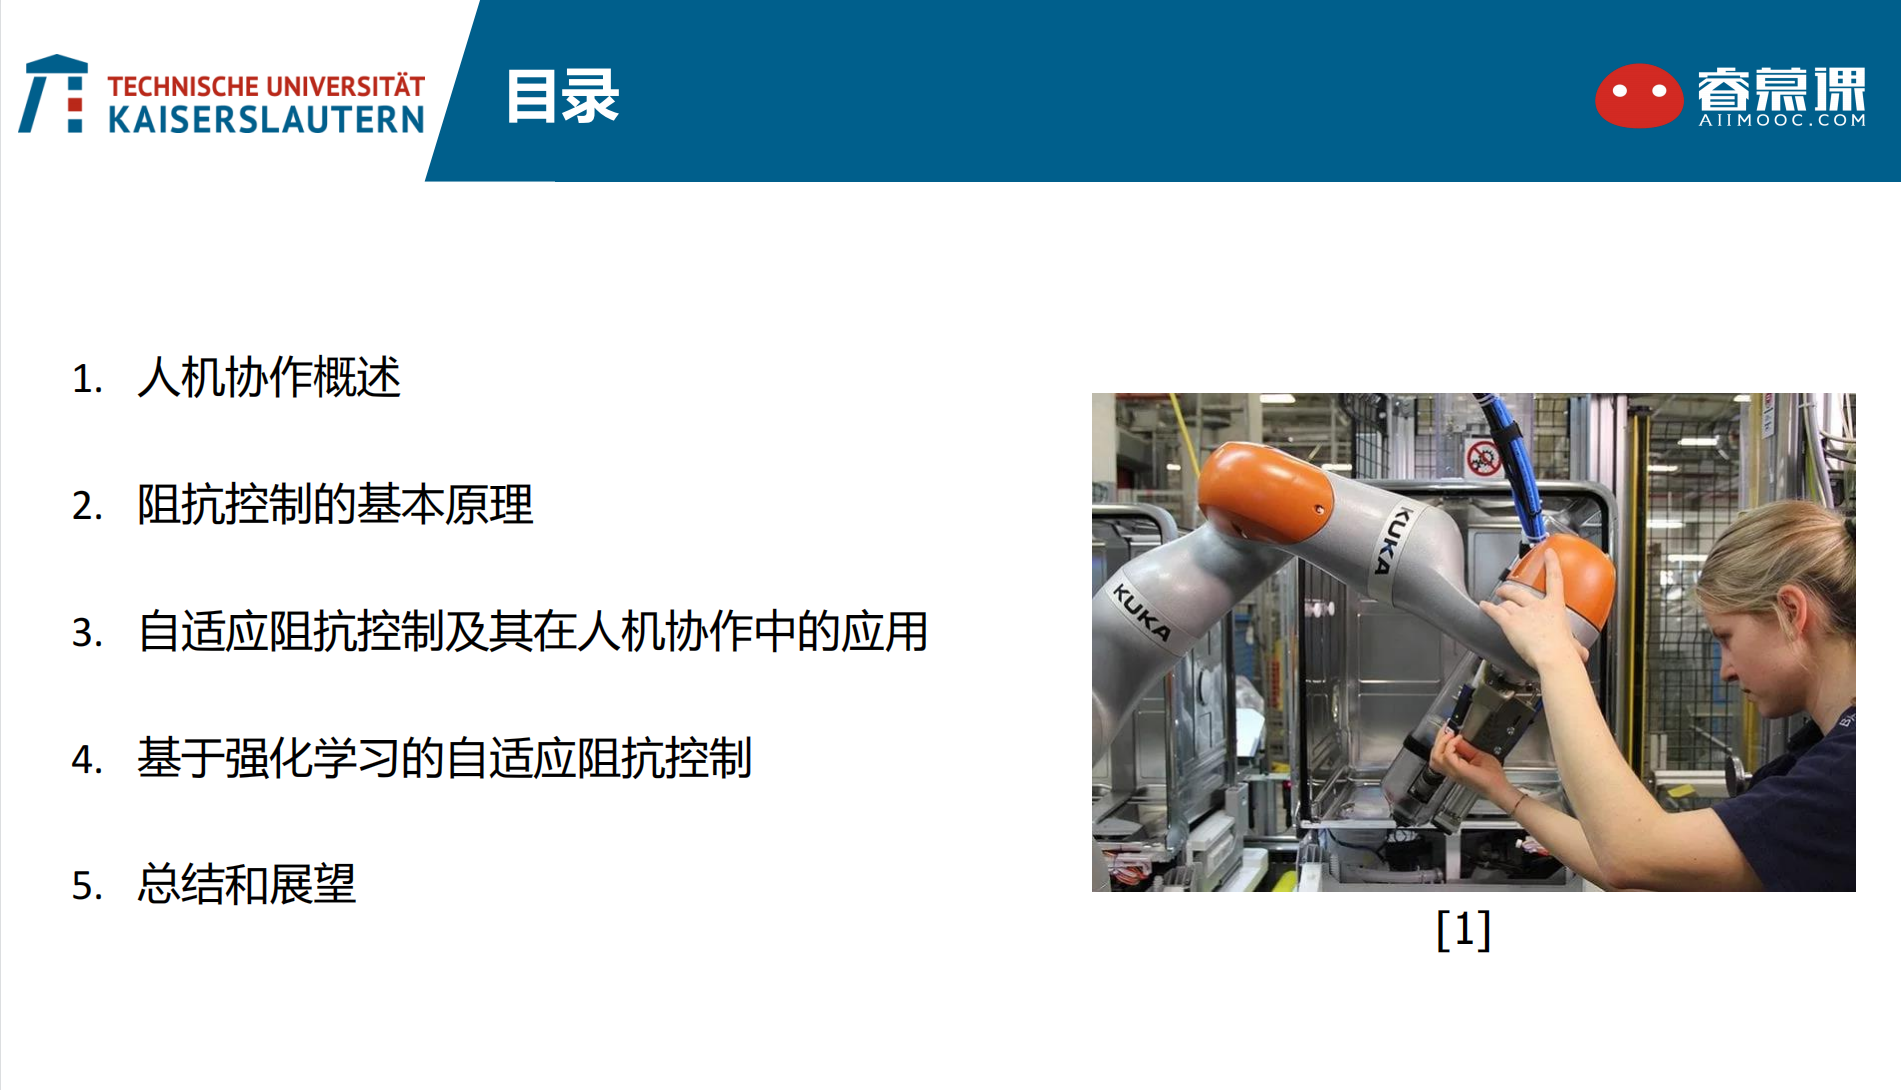 TECHNISCHE UNIVERSITÄT
KAISERSLAUTERN
目录
睿慕课
AIIMOOC.COM
1. 人机协作概述
2. 阻抗控制的基本原理
3. 自适应阻抗控制及其在人机协作中的应用
4. 基于强化学习的自适应阻抗控制
5. 总结和展望
KUKA
KUKA
[1]